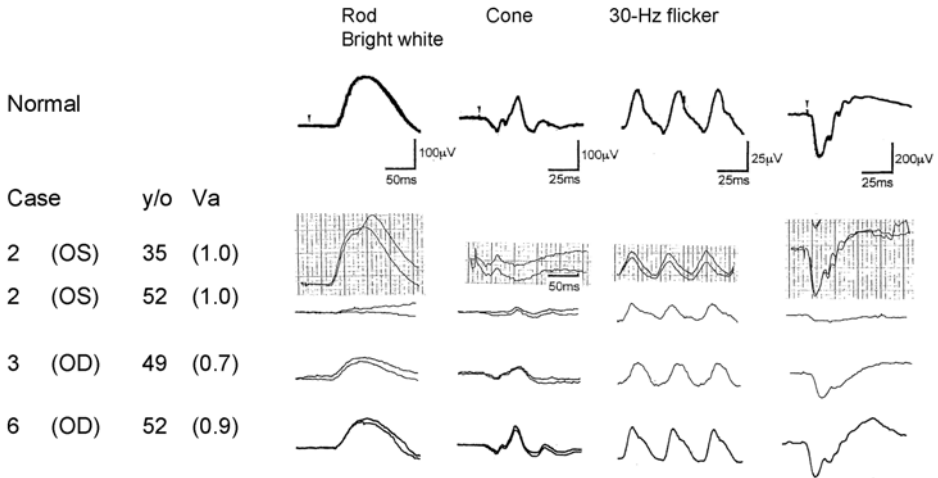 Rod Cone 30-Hz flicker
Bright white
Normal
100μV 100μV 25μV 200μV
50ms 25ms 25ms 25ms
Case y/o Va
2 (OS) 35 (1.0)
50ms
2 (OS) 52 (1.0)
3 (OD) 49 (0.7)
6 (OD) 52 (0.9)